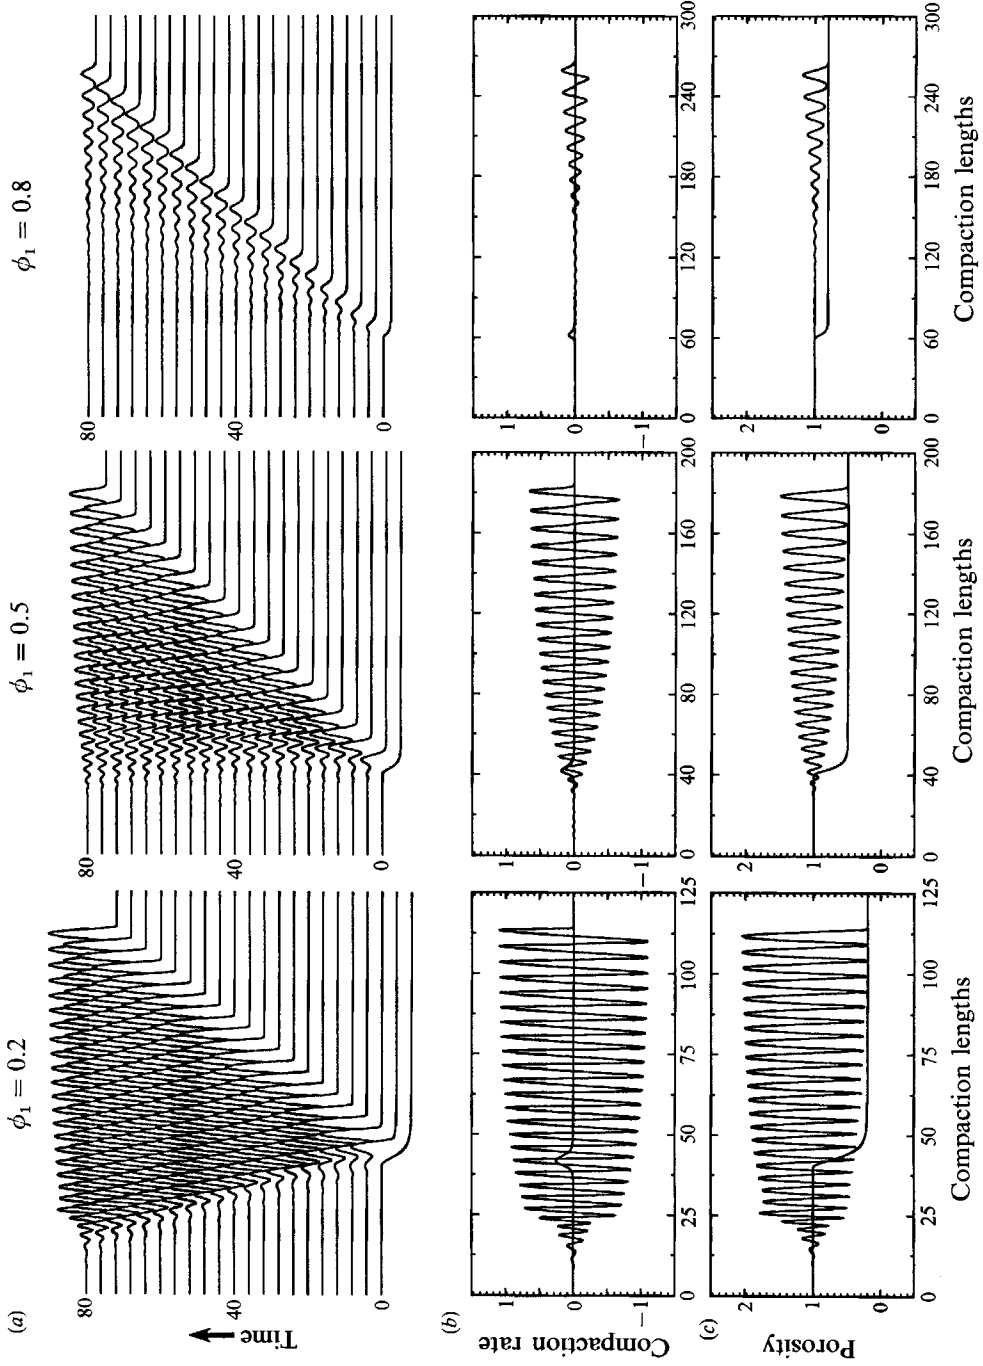 (a)
φ₁ = 0.2
φ₁ = 0.5
φ₁ = 0.8
Time
80
40
0
80
40
0
80
40
0
(b)
Compaction rate
1
0
−1
1
0
−1
1
0
−1
(c)
Porosity
2
1
0
2
1
0
2
1
0
0 25 50 75 100 125
0 40 80 120 160 200
0 60 120 180 240 300
Compaction lengths
Compaction lengths
Compaction lengths